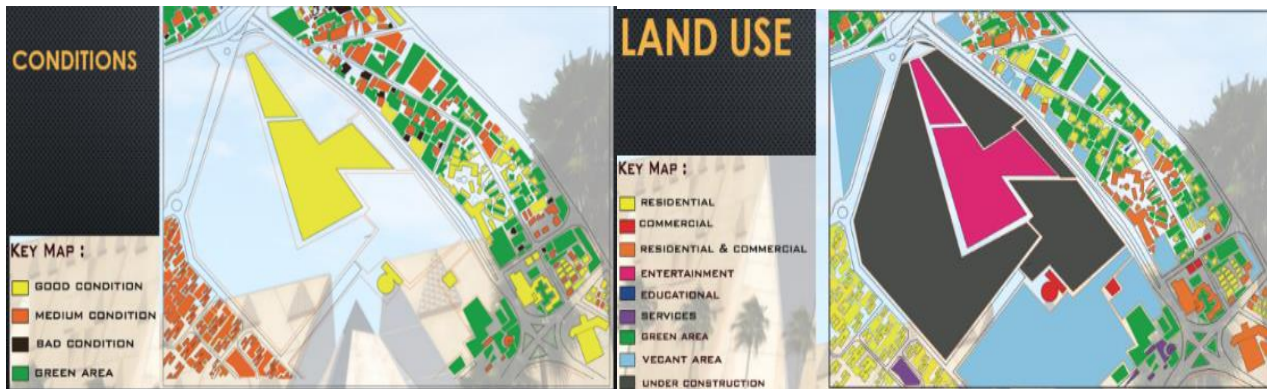 CONDITIONS
KEY MAP :
GOOD CONDITION
MEDIUM CONDITION
BAD CONDITION
GREEN AREA
LAND USE
KEY MAP :
RESIDENTIAL
COMMERCIAL
RESIDENTIAL & COMMERCIAL
ENTERTAINMENT
EDUCATIONAL
SERVICES
GREEN AREA
VECANT AREA
UNDER CONSTRUCTION